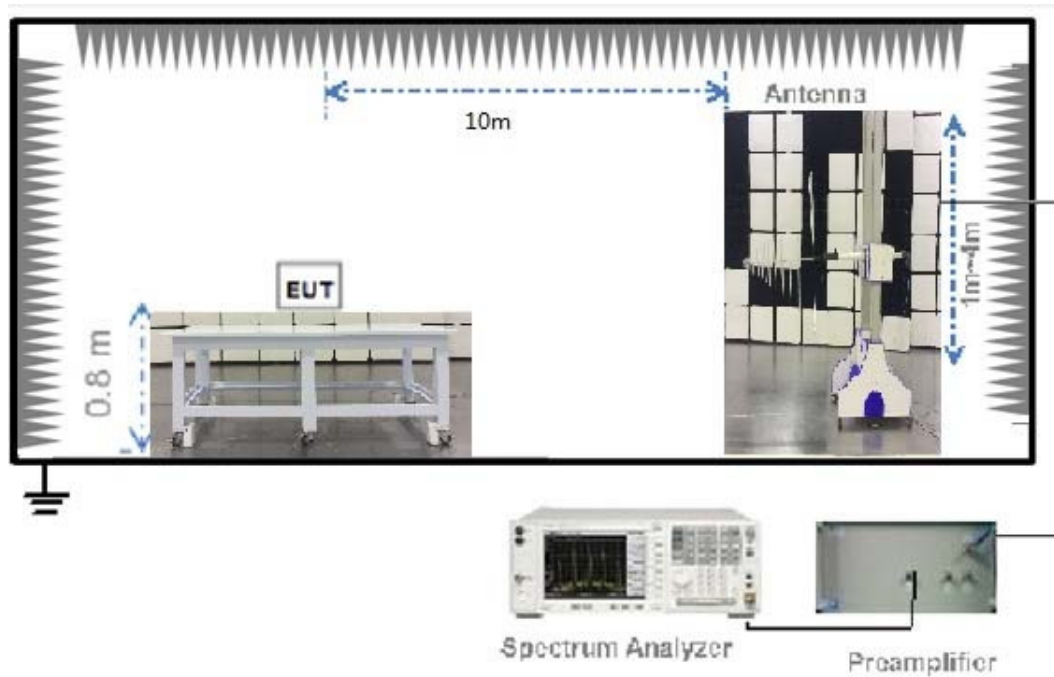 Antenna
10m
1m~4m
EUT
0.8 m
Spectrum Analyzer
Preamplifier